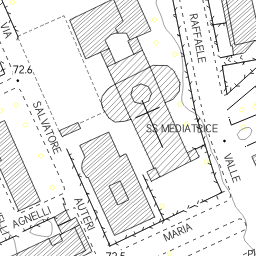 VIA
RAFFAELE
72.6
SALVATORE
SS MEDIATRICE
VALLE
AGNELLI
AUTERI
MARIA
72.5